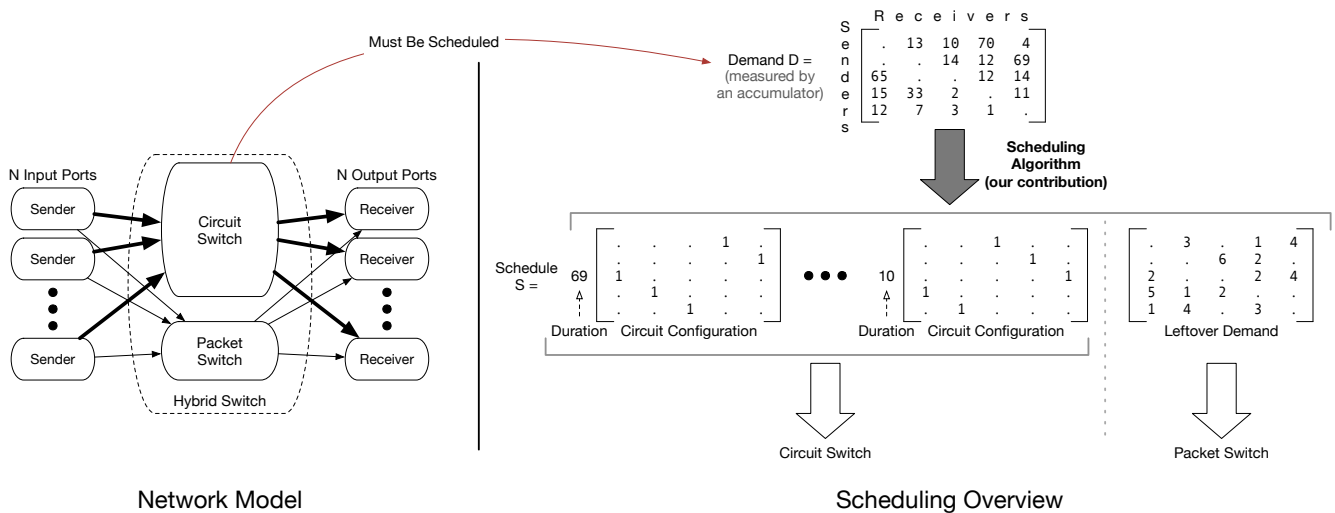 Must Be Scheduled
N Input Ports
N Output Ports
Sender
Receiver
Circuit
Switch
Sender
Receiver
Packet
Switch
Sender
Receiver
Hybrid Switch
Network Model
R e c e i v e r s
S e n d e r s
Demand D =
(measured by
an accumulator)
. 13 10 70 4
. . 14 12 69
65 . . 12 14
15 33 2 . 11
12 7 3 1 .
Scheduling
Algorithm
(our contribution)
Schedule
S =
69
. . . 1 .
. . . . 1
1 . . . .
. 1 . . .
. . 1 . .
Duration
Circuit Configuration
10
. . 1 . .
. . . 1 .
. . . . 1
1 . . . .
. 1 . . .
Duration
Circuit Configuration
. 3 . 1 4
. . 6 2 .
2 . . 2 4
5 1 2 . .
1 4 . 3 .
Leftover Demand
Circuit Switch
Packet Switch
Scheduling Overview